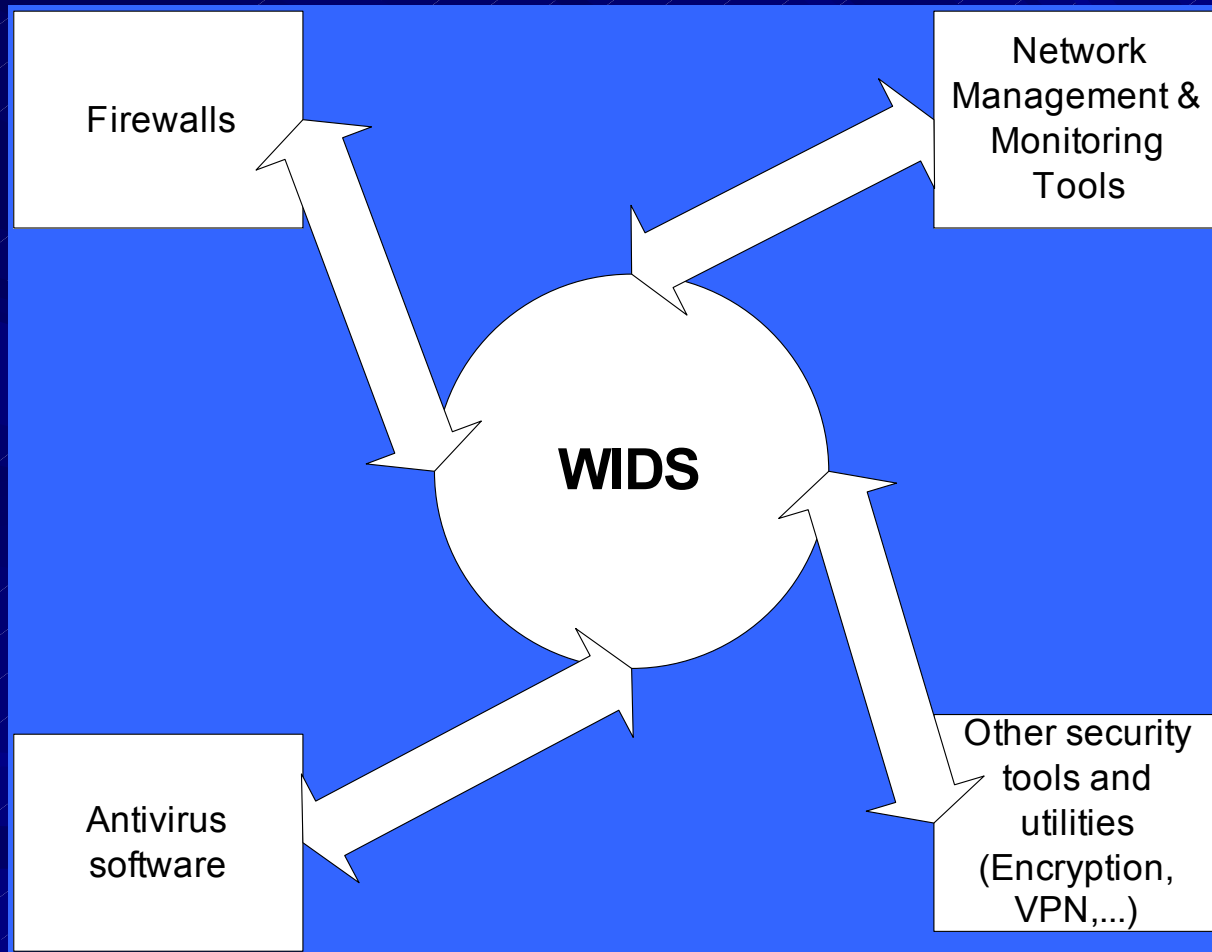 Firewalls
Network
Management &
Monitoring
Tools
WIDS
Antivirus
software
Other security
tools and
utilities
(Encryption,
VPN,...)